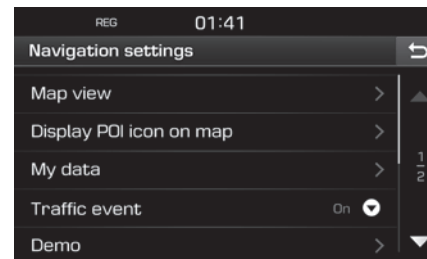 REG 01:41
Navigation settings
Map view
Display POI icon on map
My data
1
2
Traffic event On
Demo